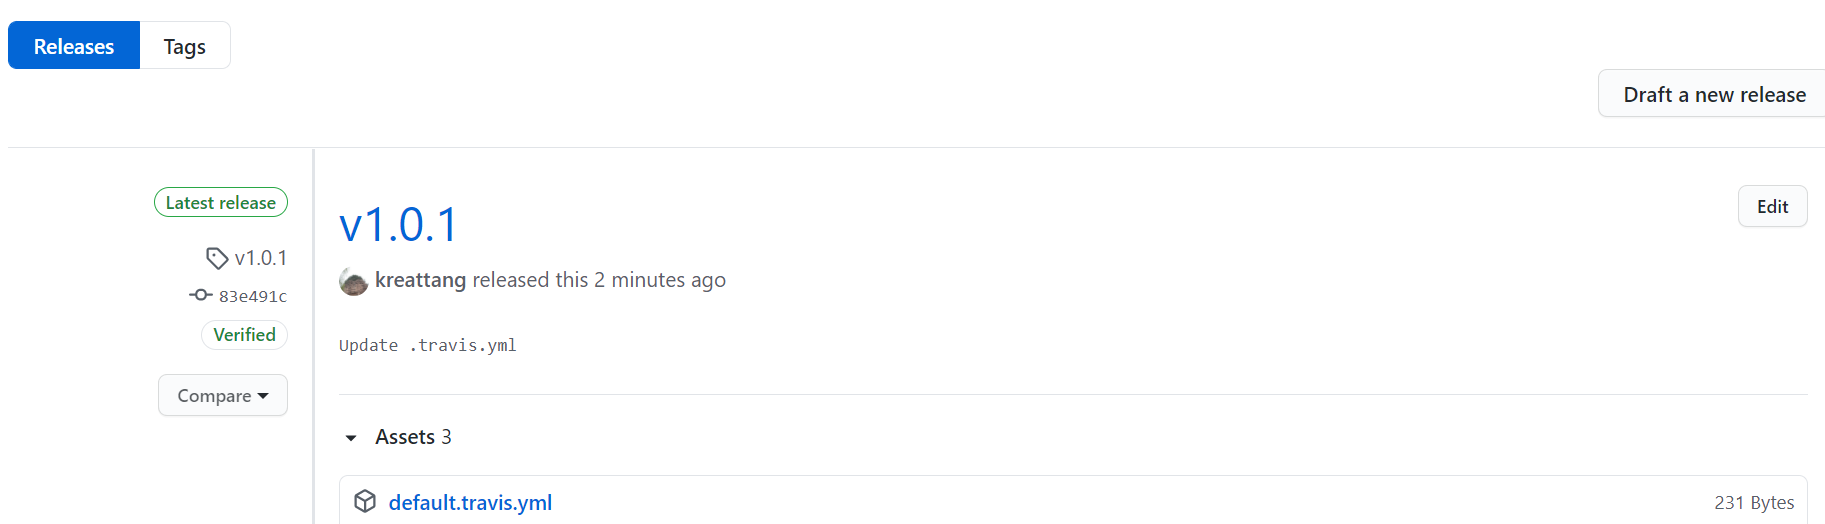 Releases Tags
Draft a new release
Latest release
v1.0.1
83e491c
Verified
Compare
v1.0.1
Edit
kreattang released this 2 minutes ago
Update .travis.yml
Assets 3
default.travis.yml 231 Bytes